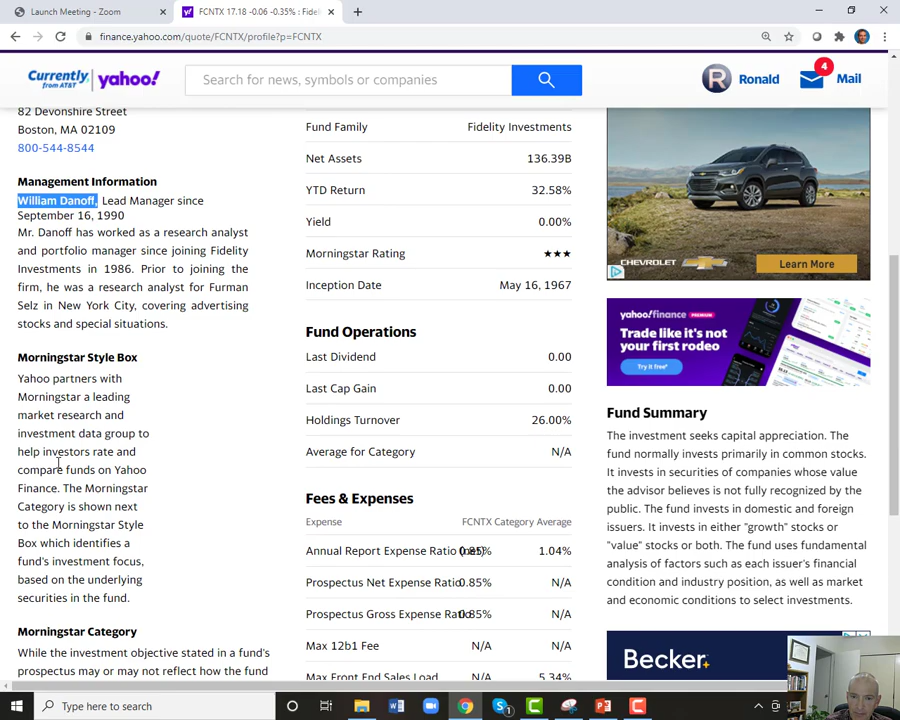 Launch Meeting - Zoom
FCNTX 17.18 -0.06 -0.35% : Fidel
finance.yahoo.com/quote/FCNTX/profile?p=FCNTX
Currently from AT&T yahoo!
Search for news, symbols or companies
R Ronald
4 Mail
82 Devonshire Street
Boston, MA 02109
800-544-8544
Management Information
William Danoff, Lead Manager since
September 16, 1990
Mr. Danoff has worked as a research analyst
and portfolio manager since joining Fidelity
Investments in 1986. Prior to joining the
firm, he was a research analyst for Furman
Selz in New York City, covering advertising
stocks and special situations.
Morningstar Style Box
Yahoo partners with
Morningstar a leading
market research and
investment data group to
help investors rate and
compare funds on Yahoo
Finance. The Morningstar
Category is shown next
to the Morningstar Style
Box which identifies a
fund's investment focus,
based on the underlying
securities in the fund.
Morningstar Category
While the investment objective stated in a fund's
prospectus may or may not reflect how the fund
Fund Family Fidelity Investments
Net Assets 136.39B
YTD Return 32.58%
Yield 0.00%
Morningstar Rating ★★★
Inception Date May 16, 1967
Fund Operations
Last Dividend 0.00
Last Cap Gain 0.00
Holdings Turnover 26.00%
Average for Category N/A
Fees & Expenses
Expense FCNTX Category Average
Annual Report Expense Ratio (net) 0.85% 1.04%
Prospectus Net Expense Ratio 0.85% N/A
Prospectus Gross Expense Ratio 0.85% N/A
Max 12b1 Fee N/A N/A
Max Front End Sales Load N/A 5.34%
CHEVROLET
Learn More
yahoo!finance PREMIUM
Trade like it's not
your first rodeo
Try it free*
Fund Summary
The investment seeks capital appreciation. The
fund normally invests primarily in common stocks.
It invests in securities of companies whose value
the advisor believes is not fully recognized by the
public. The fund invests in domestic and foreign
issuers. It invests in either "growth" stocks or
"value" stocks or both. The fund uses fundamental
analysis of factors such as each issuer's financial
condition and industry position, as well as market
and economic conditions to select investments.
Becker
Type here to search